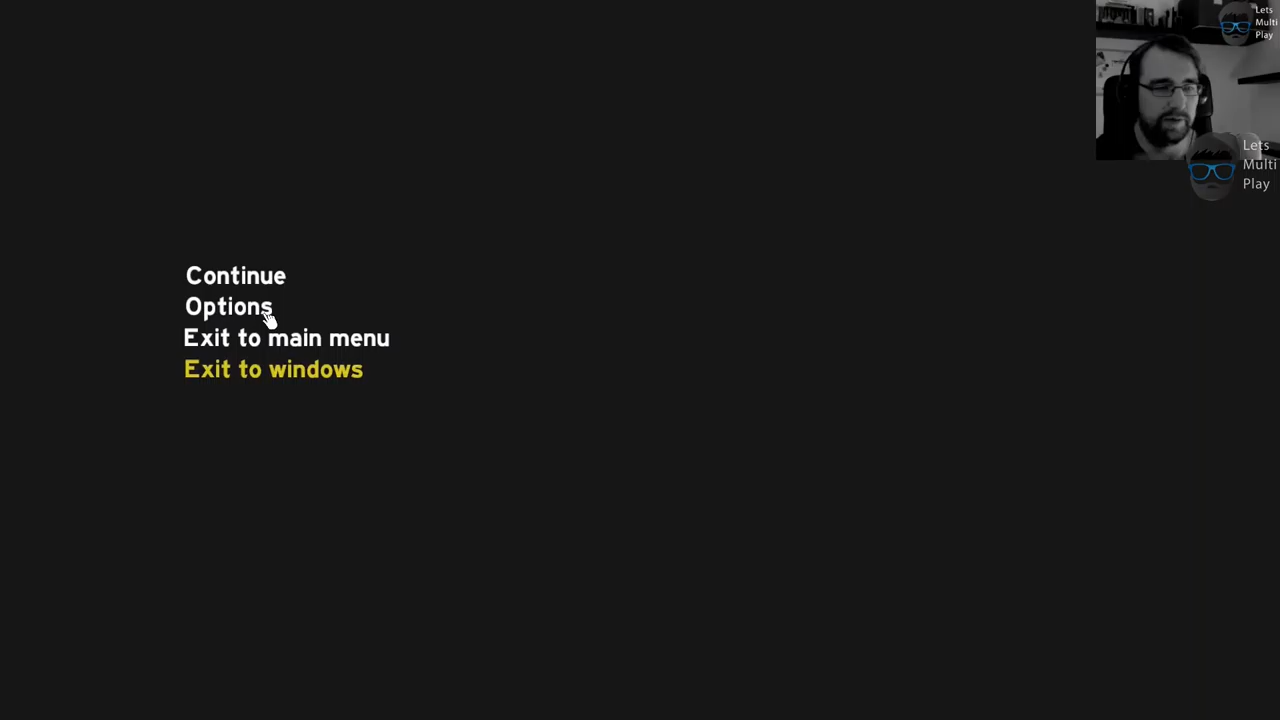 Lets
Multi
Play
Lets
Multi
Play
Continue
Options
Exit to main menu
Exit to windows